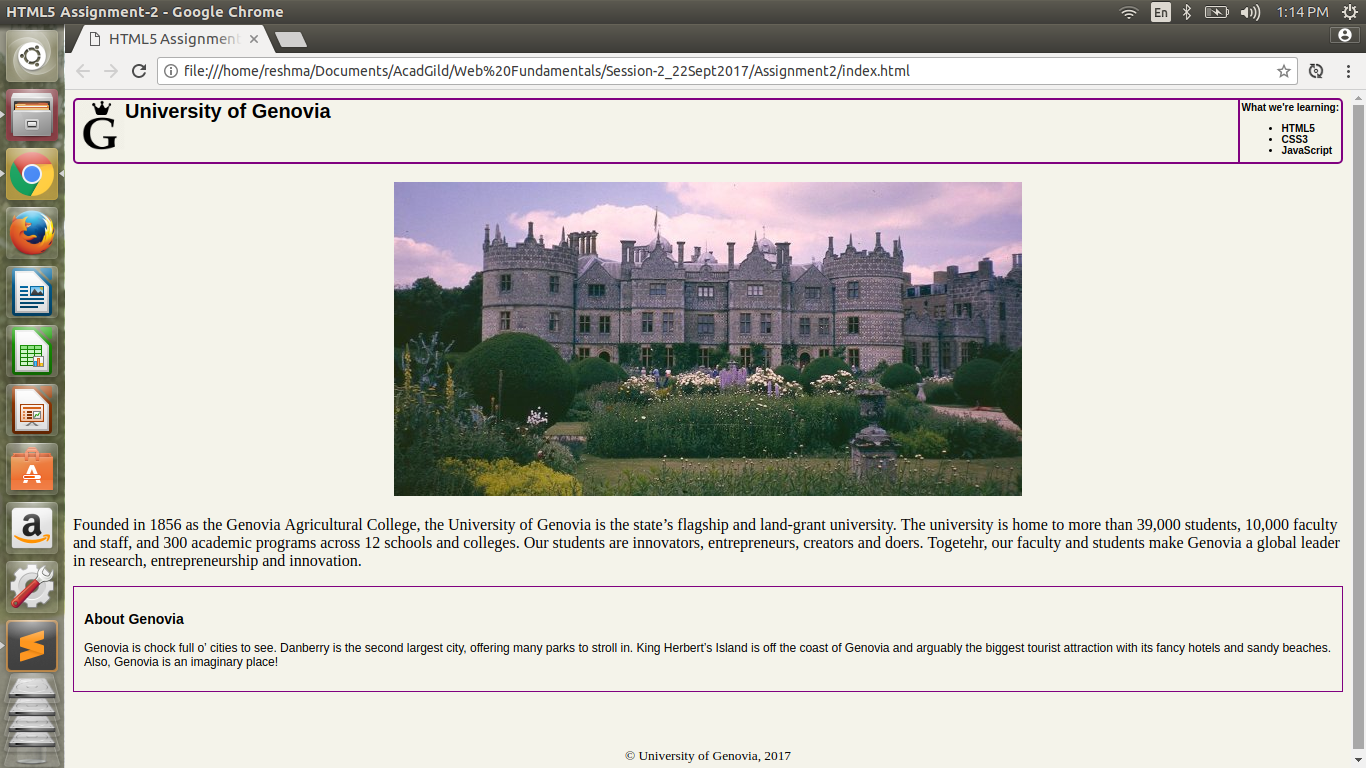 HTML5 Assignment-2 - Google Chrome
En
1:14 PM
HTML5 Assignment
file:///home/reshma/Documents/AcadGild/Web%20Fundamentals/Session-2_22Sept2017/Assignment2/index.html
G
University of Genovia
What we're learning:
• HTML5
• CSS3
• JavaScript
Founded in 1856 as the Genovia Agricultural College, the University of Genovia is the state’s flagship and land-grant university. The university is home to more than 39,000 students, 10,000 faculty
and staff, and 300 academic programs across 12 schools and colleges. Our students are innovators, entrepreneurs, creators and doers. Togetehr, our faculty and students make Genovia a global leader
in research, entrepreneurship and innovation.
About Genovia
Genovia is chock full o’ cities to see. Danberry is the second largest city, offering many parks to stroll in. King Herbert’s Island is off the coast of Genovia and arguably the biggest tourist attraction with its fancy hotels and sandy beaches.
Also, Genovia is an imaginary place!
© University of Genovia, 2017